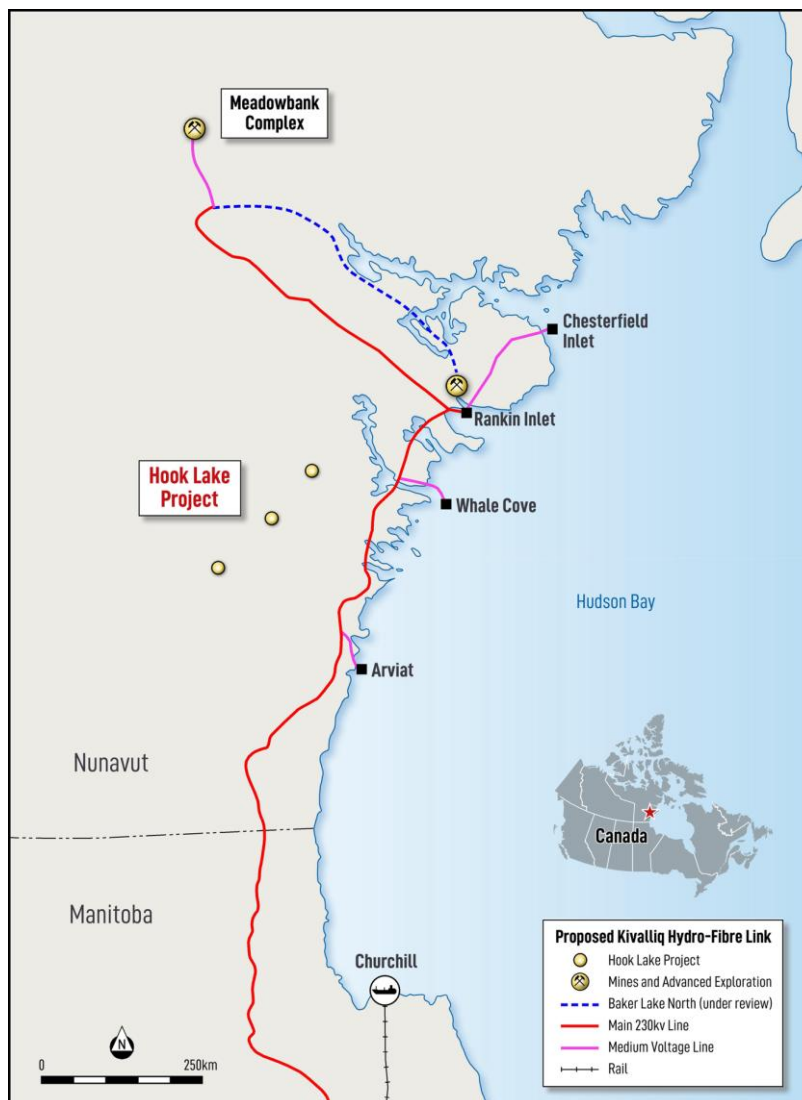 Meadowbank
Complex
Chesterfield
Inlet
Rankin Inlet
Hook Lake
Project
Whale Cove
Hudson Bay
Arviat
Nunavut
Canada
Manitoba
Churchill
N
0
250km
Proposed Kivalliq Hydro-Fibre Link
Hook Lake Project
Mines and Advanced Exploration
Baker Lake North (under review)
Main 230kv Line
Medium Voltage Line
Rail